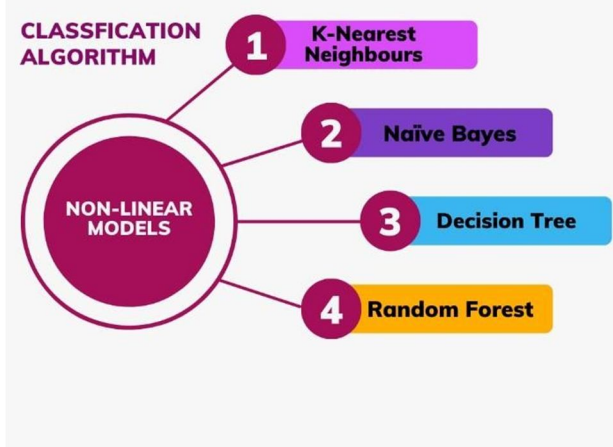 CLASSFICATION
ALGORITHM
1
K-Nearest
Neighbours
2
Naïve Bayes
NON-LINEAR
MODELS
3
Decision Tree
4
Random Forest